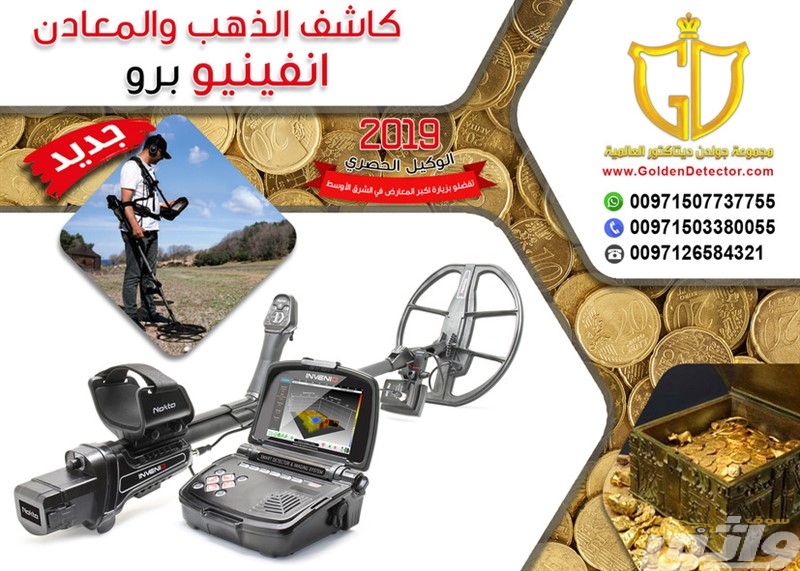 كاشف الذهب والمعادن
انفينيو برو
جديد
2019
الوكيل الحصري
تفضلو بزيارة اكبر المعارض في الشرق الأوسط
GD
مجموعة جولدن ديتاكتور العالمية
www.GoldenDetector.com
00971507737755
00971503380055
0097126584321
INVENIO
SMART DETECTOR & IMAGING SYSTEM
Nokta
INVENIO
Nokta
سوق